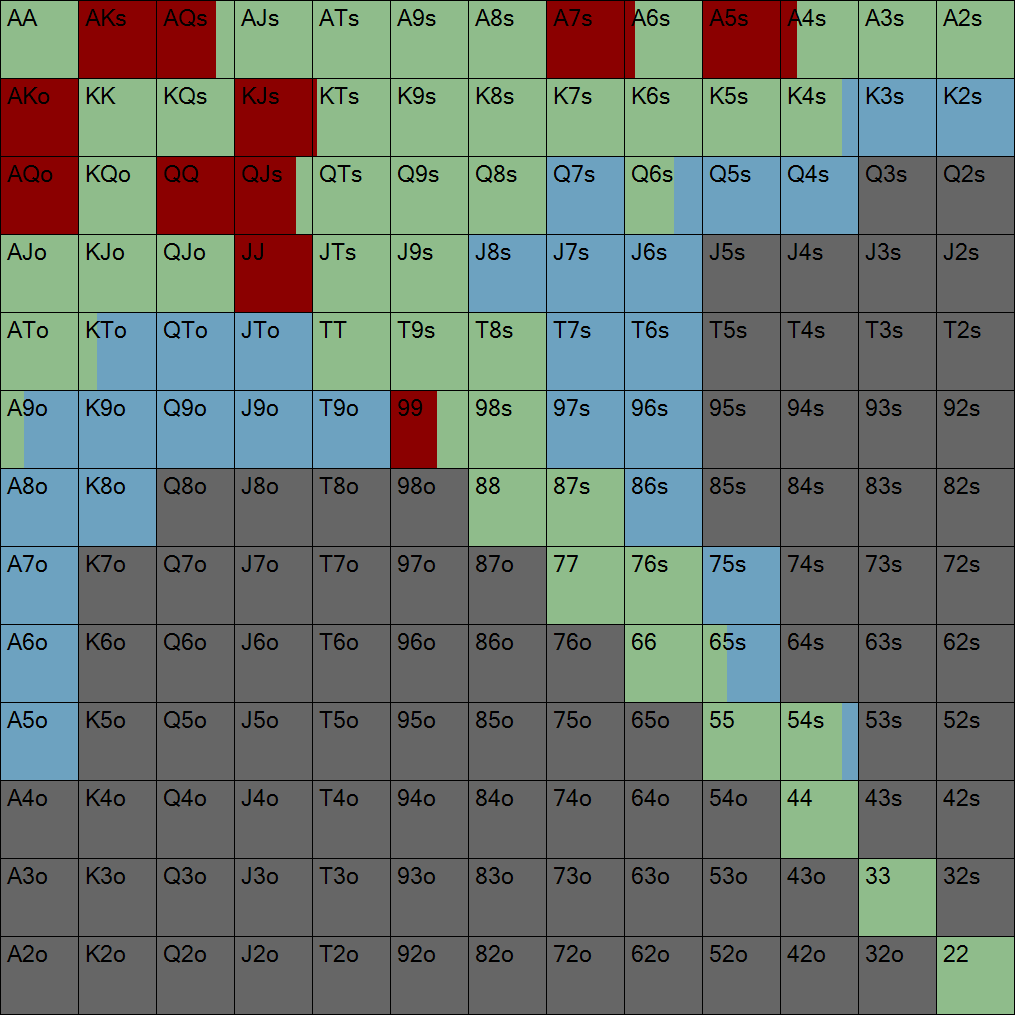 AA AKs AQs AJs ATs A9s A8s A7s A6s A5s A4s A3s A2s
AKo KK KQs KJs KTs K9s K8s K7s K6s K5s K4s K3s K2s
AQo KQo QQ QJs QTs Q9s Q8s Q7s Q6s Q5s Q4s Q3s Q2s
AJo KJo QJo JJ JTs J9s J8s J7s J6s J5s J4s J3s J2s
ATo KTo QTo JTo TT T9s T8s T7s T6s T5s T4s T3s T2s
A9o K9o Q9o J9o T9o 99 98s 97s 96s 95s 94s 93s 92s
A8o K8o Q8o J8o T8o 98o 88 87s 86s 85s 84s 83s 82s
A7o K7o Q7o J7o T7o 97o 87o 77 76s 75s 74s 73s 72s
A6o K6o Q6o J6o T6o 96o 86o 76o 66 65s 64s 63s 62s
A5o K5o Q5o J5o T5o 95o 85o 75o 65o 55 54s 53s 52s
A4o K4o Q4o J4o T4o 94o 84o 74o 64o 54o 44 43s 42s
A3o K3o Q3o J3o T3o 93o 83o 73o 63o 53o 43o 33 32s
A2o K2o Q2o J2o T2o 92o 82o 72o 62o 52o 42o 32o 22